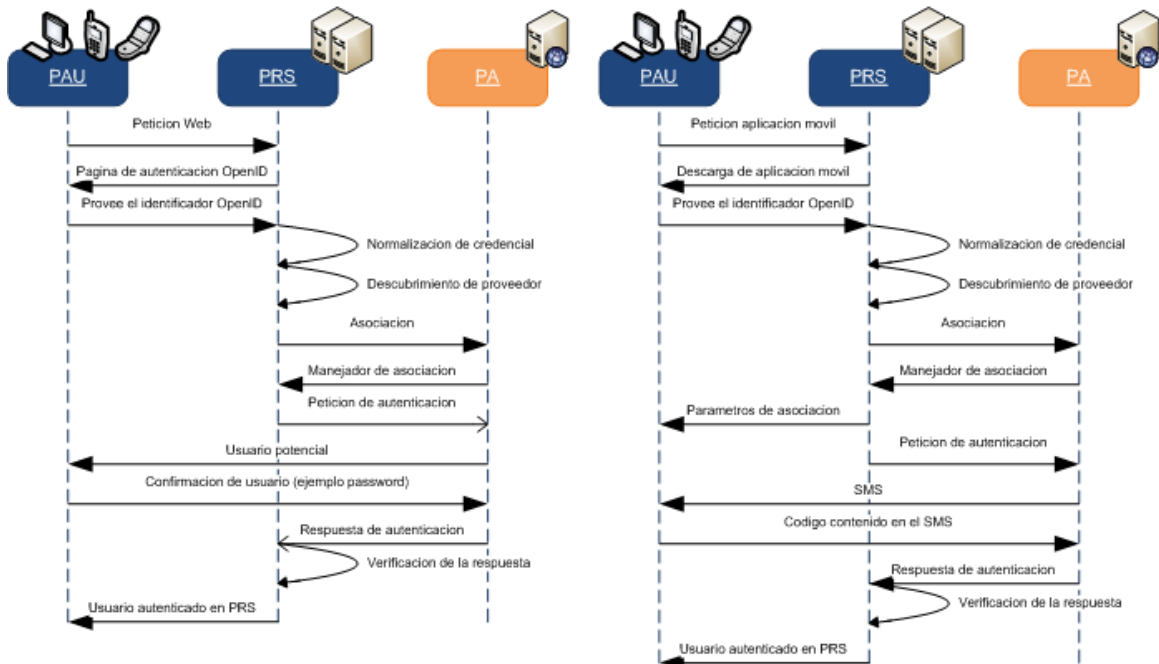 PAU
PRS
PA
Peticion Web
Pagina de autenticacion OpenID
Provee el identificador OpenID
Normalizacion de credencial
Descubrimiento de proveedor
Asociacion
Manejador de asociacion
Peticion de autenticacion
Usuario potencial
Confirmacion de usuario (ejemplo password)
Respuesta de autenticacion
Verificacion de la respuesta
Usuario autenticado en PRS
PAU
PRS
PA
Peticion aplicacion movil
Descarga de aplicacion movil
Provee el identificador OpenID
Normalizacion de credencial
Descubrimiento de proveedor
Asociacion
Manejador de asociacion
Parametros de asociacion
Peticion de autenticacion
SMS
Codigo contenido en el SMS
Respuesta de autenticacion
Verificacion de la respuesta
Usuario autenticado en PRS